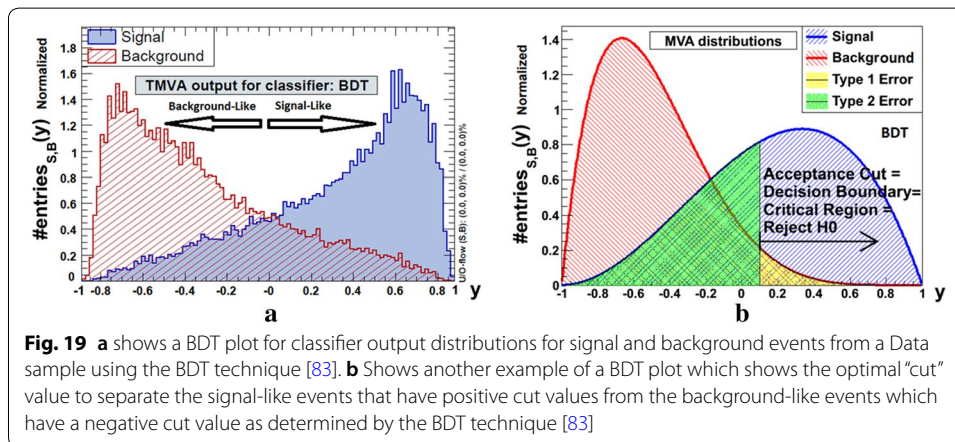 Signal
Background
TMVA output for classifier: BDT
Background-Like Signal-Like
#entries S,B (y) Normalized
1.8
1.6
1.4
1.2
1
0.8
0.6
0.4
0.2
0
-0.8 -0.6 -0.4 -0.2 -0 0.2 0.4 0.6 0.8 1 y
U/O-flow (S,B): (0.0, 0.0)% / (0.0, 0.0)%
a
MVA distributions
Signal
Background
Type 1 Error
Type 2 Error
BDT
Acceptance Cut =
Decision Boundary=
Critical Region =
Reject H0
#entries S,B (y) Normalized
1.4
1.2
1
0.8
0.6
0.4
0.2
0
-1 -0.8 -0.6 -0.4 -0.2 0 0.2 0.4 0.6 0.8 1 y
b
Fig. 19 a shows a BDT plot for classifier output distributions for signal and background events from a Data
sample using the BDT technique [83]. b Shows another example of a BDT plot which shows the optimal “cut”
value to separate the signal-like events that have positive cut values from the background-like events which
have a negative cut value as determined by the BDT technique [83]